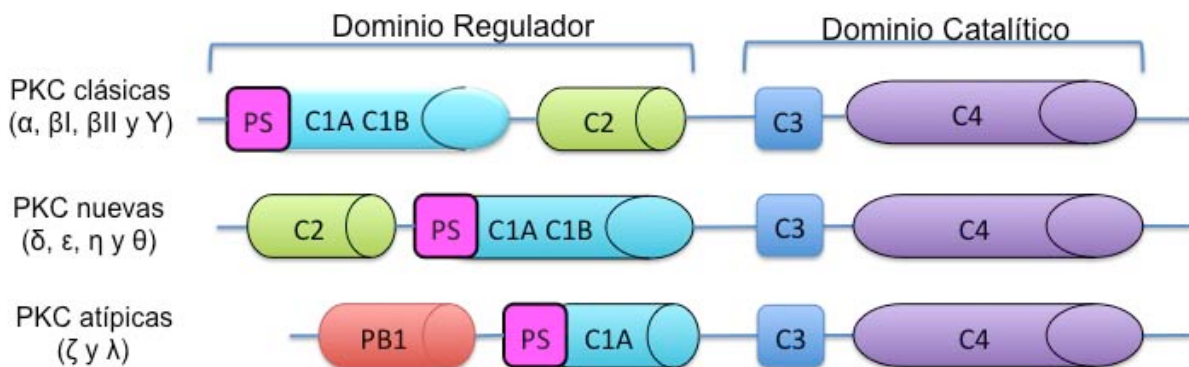 Dominio Regulador
Dominio Catalítico
PKC clásicas
(α, βI, βII y Υ)
PS
C1A C1B
C2
C3
C4
PKC nuevas
(δ, ε, η y θ)
C2
PS
C1A C1B
C3
C4
PKC atípicas
(ζ y λ)
PB1
PS
C1A
C3
C4